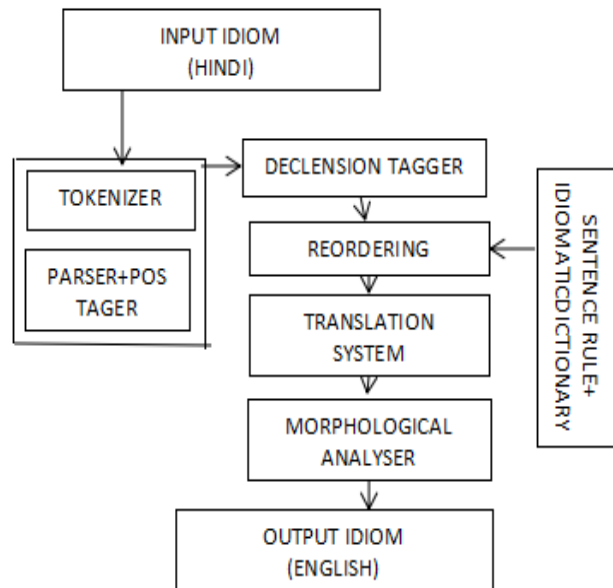 INPUT IDIOM
(HINDI)
TOKENIZER
PARSER+POS
TAGER
DECLENSION TAGGER
REORDERING
SENTENCE RULE+
IDIOMATICDICTIONARY
TRANSLATION
SYSTEM
MORPHOLOGICAL
ANALYSER
OUTPUT IDIOM
(ENGLISH)